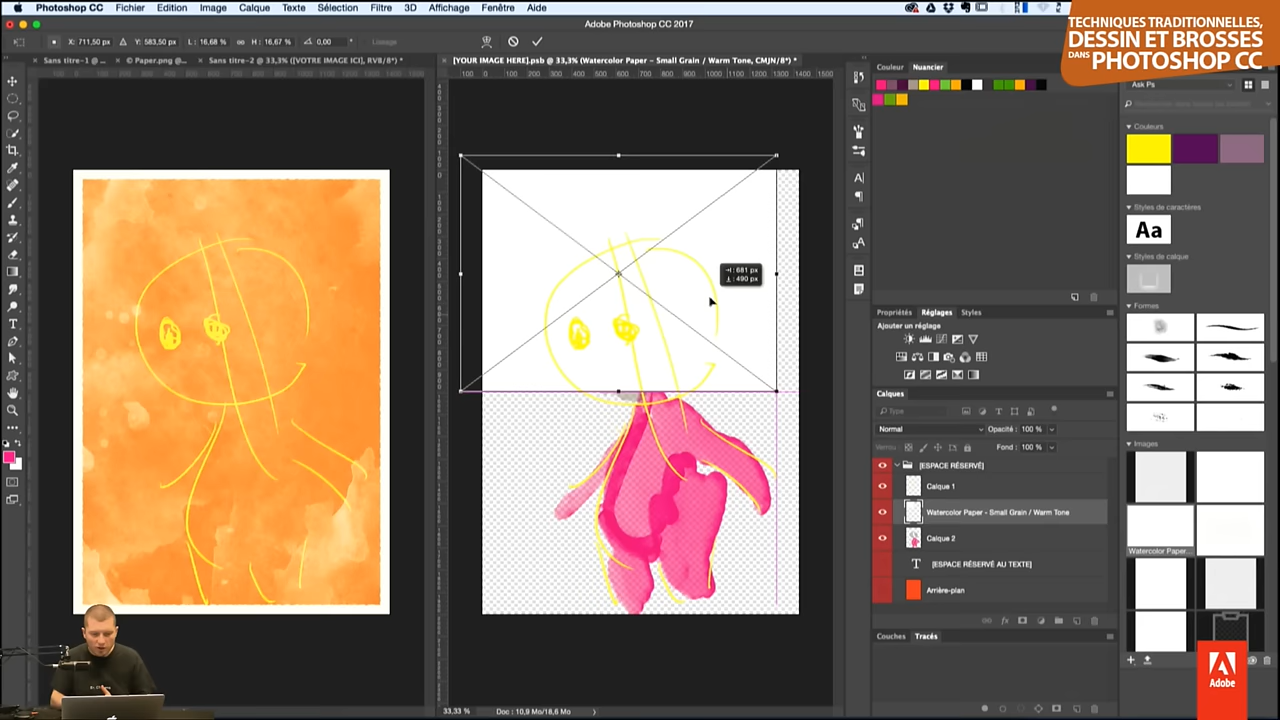 Photoshop CC Fichier Edition Image Calque Texte Sélection Filtre 3D Affichage Fenêtre Aide
Adobe Photoshop CC 2017
TECHNIQUES TRADITIONNELLES,
DESSIN ET BROSSES
DANS PHOTOSHOP CC
X: 711,50 px Y: 583,50 px L: 16,68 % H: 16,67 % 0,00 ° Lissage
Sans titre-1 @ ... © Paper.png @... Sans titre-2 @ 33,3% ([VOTRE IMAGE ICI], RVB/8*) *
[YOUR IMAGE HERE].psb @ 33,3% (Watercolor Paper - Small Grain / Warm Tone, CMJN/8*) *
: 681 px
: 490 px
Couleur Nuancier
Propriétés Réglages Styles
Ajouter un réglage
Calques
Type
Normal Opacité : 100 %
Verrou : Fond : 100 %
[ESPACE RÉSERVÉ]
Calque 1
Watercolor Paper - Small Grain / Warm Tone
Calque 2
T [ESPACE RÉSERVÉ AU TEXTE]
Arrière-plan
Couches Tracés
Ask Ps
Couleurs
Styles de caractères
Aa
Styles de calque
Formes
Images
Watercolor Paper...
33,33 % Doc : 10,9 Mo/18,6 Mo
Adobe